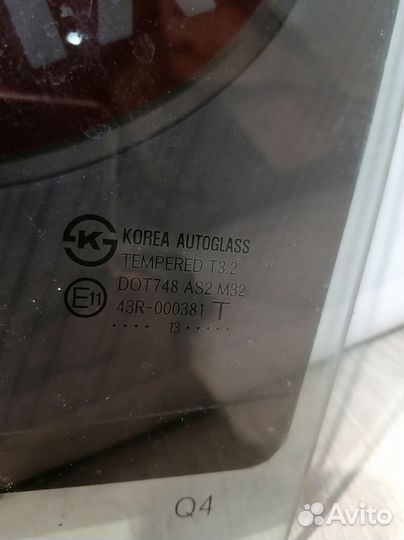 K KOREA AUTOGLASS
TEMPERED T3.2
DOT748 AS2 M32
E11 43R-000381 T
.... 13 .....
Q4
Avito